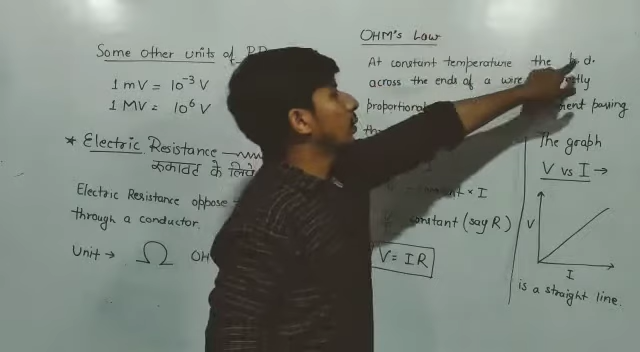 Some other units of P.D.
1 mV = 10⁻³ V
1 MV = 10⁶ V
* Electric Resistance
रुकावट के लिए
Electric Resistance oppose
through a conductor.
Unit → Ω OH
OHM's Law
At constant temperature the p.d.
across the ends of a wire
proportional passing
I
× I
constant (say R)
V = IR
The graph
V vs I →
V
I
is a straight line.